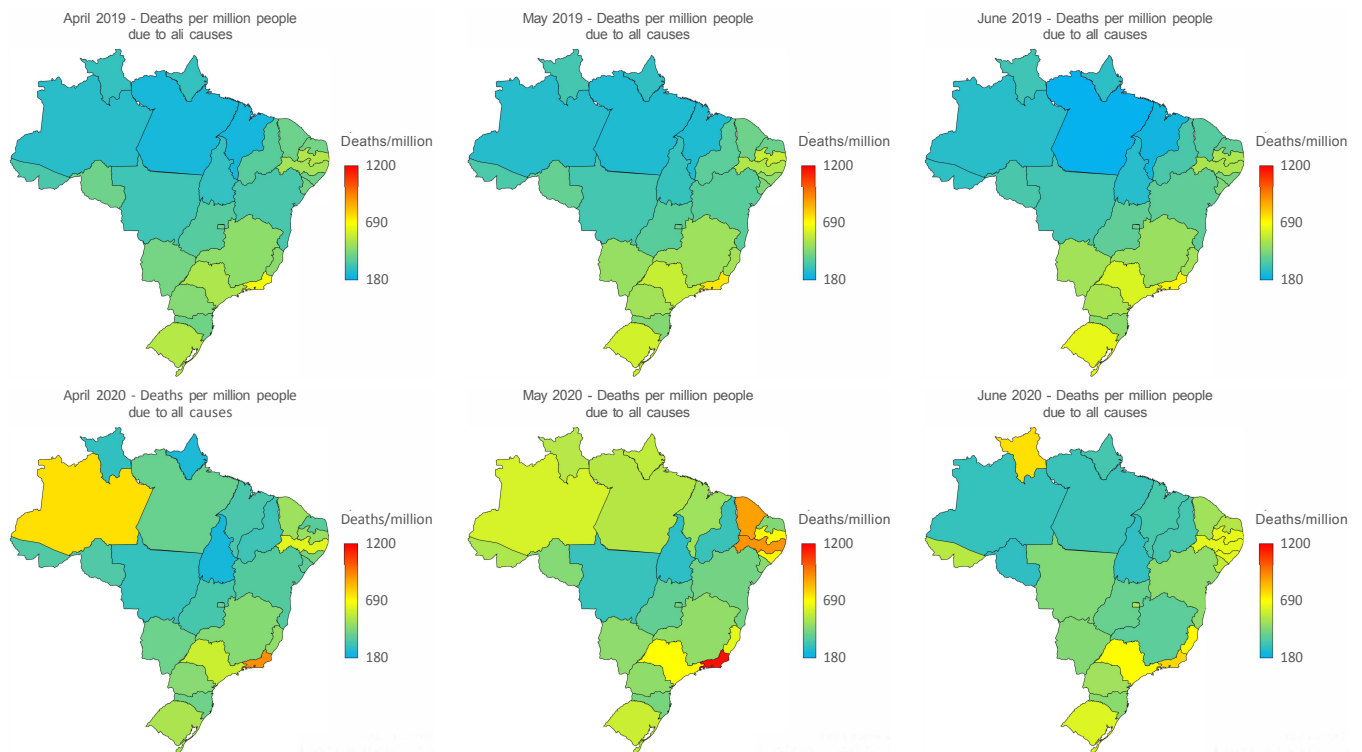 April 2019 - Deaths per million people
due to all causes
May 2019 - Deaths per million people
due to all causes
June 2019 - Deaths per million people
due to all causes
Deaths/million
1200
690
180
Deaths/million
1200
690
180
Deaths/million
1200
690
180
April 2020 - Deaths per million people
due to all causes
May 2020 - Deaths per million people
due to all causes
June 2020 - Deaths per million people
due to all causes
Deaths/million
1200
690
180
Deaths/million
1200
690
180
Deaths/million
1200
690
180